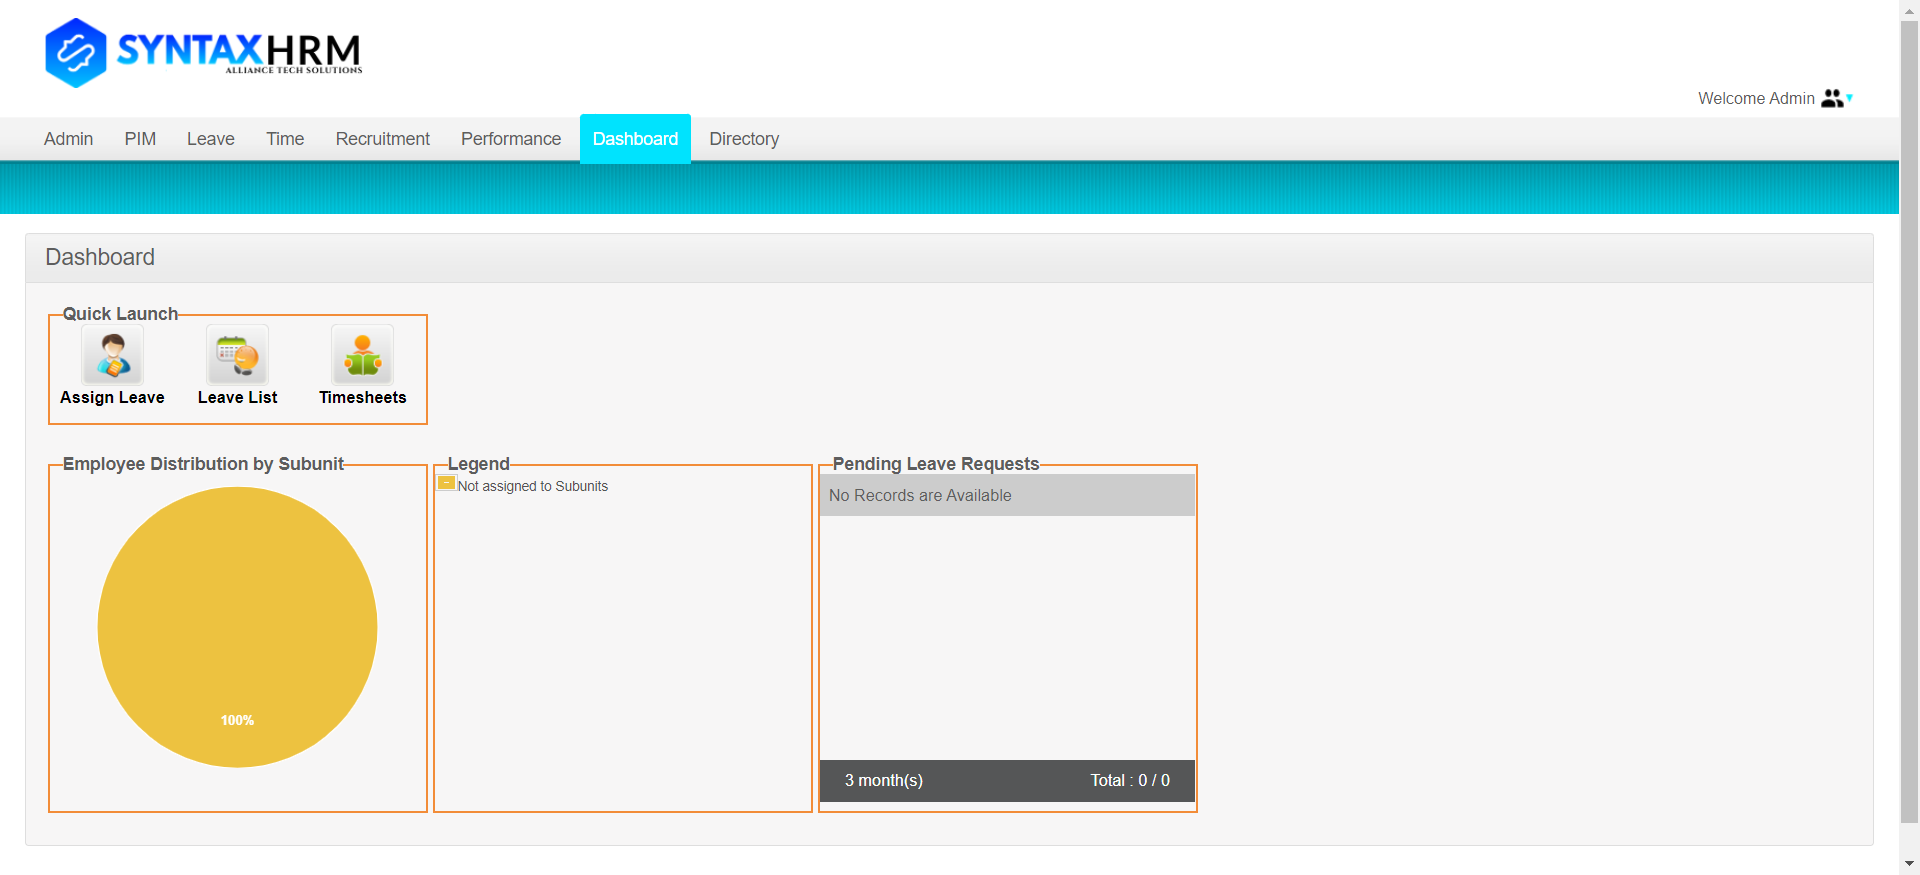 SYNTAXHRM
ALLIANCE TECH SOLUTIONS
Welcome Admin
Admin PIM Leave Time Recruitment Performance Dashboard Directory
Dashboard
Quick Launch
Assign Leave Leave List Timesheets
Employee Distribution by Subunit
100%
Legend
Not assigned to Subunits
Pending Leave Requests
No Records are Available
3 month(s) Total : 0 / 0